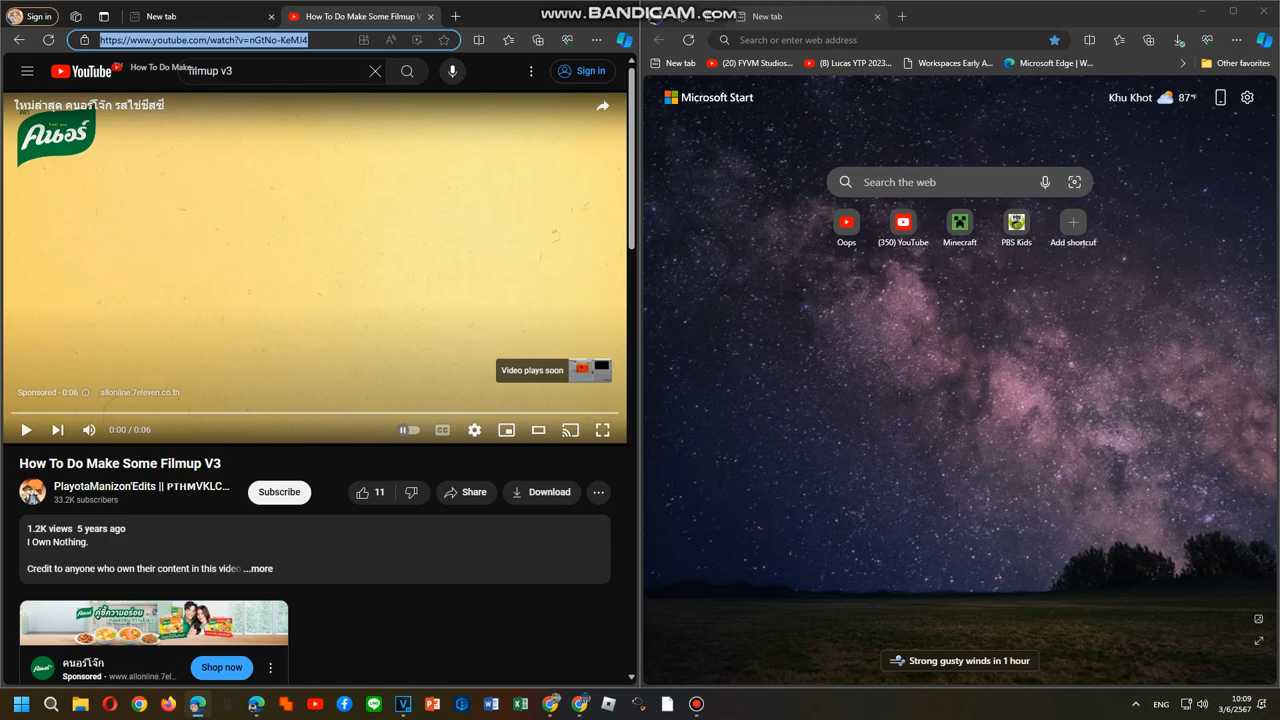 www.BANDICAM.com
Sign in
New tab
How To Do Make Some Filmup V
New tab
https://www.youtube.com/watch?v=nGtNo-KeMJ4
Search or enter web address
YouTube
How To Do Make
filmup v3
Sign in
New tab
(20) FYVM Studios...
(8) Lucas YTP 2023...
Workspaces Early A...
Microsoft Edge | W...
Other favorites
ใหม่ล่าสุด คนอร์โจ๊ก รสไข่ชีสซี่
คนอร์
Microsoft Start
Khu Khot
87°F
Search the web
Oops
(350) YouTube
Minecraft
PBS Kids
Add shortcut
Video plays soon
Sponsored · 0:06
allonline.7eleven.co.th
0:00 / 0:06
CC
How To Do Make Some Filmup V3
PlayotaManizon'Edits || PTHMVKLC...
33.2K subscribers
Subscribe
11
Share
Download
1.2K views 5 years ago
I Own Nothing.
Credit to anyone who own their content in this video ...more
คนอร์โจ๊ก
Sponsored · www.allonline.7el...
Shop now
Strong gusty winds in 1 hour
ENG
10:09
3/6/2567